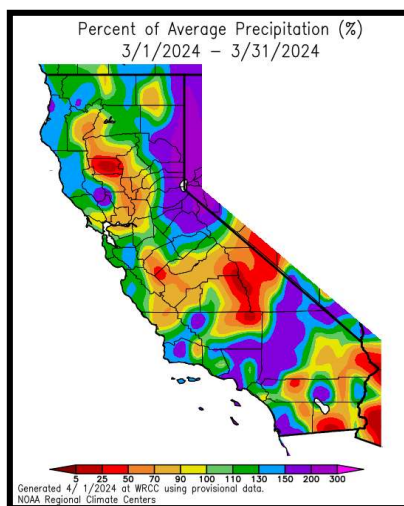 Percent of Average Precipitation (%)
3/1/2024 – 3/31/2024
5 25 50 70 90 100 110 130 150 200 300
Generated 4/ 1/2024 at WRCC using provisional data.
NOAA Regional Climate Centers